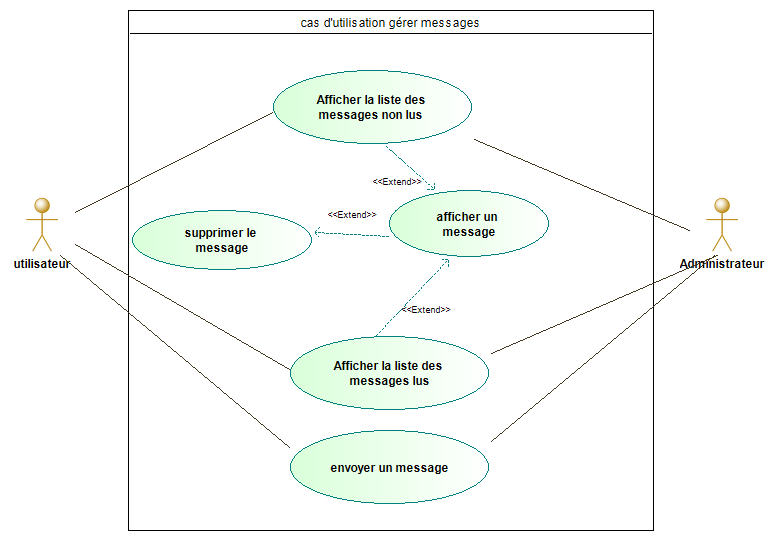 cas d'utilisation gérer messages
Afficher la liste des
messages non lus
<<Extend>>
afficher un
message
<<Extend>>
supprimer le
message
utilisateur
Administrateur
<<Extend>>
Afficher la liste des
messages lus
envoyer un message